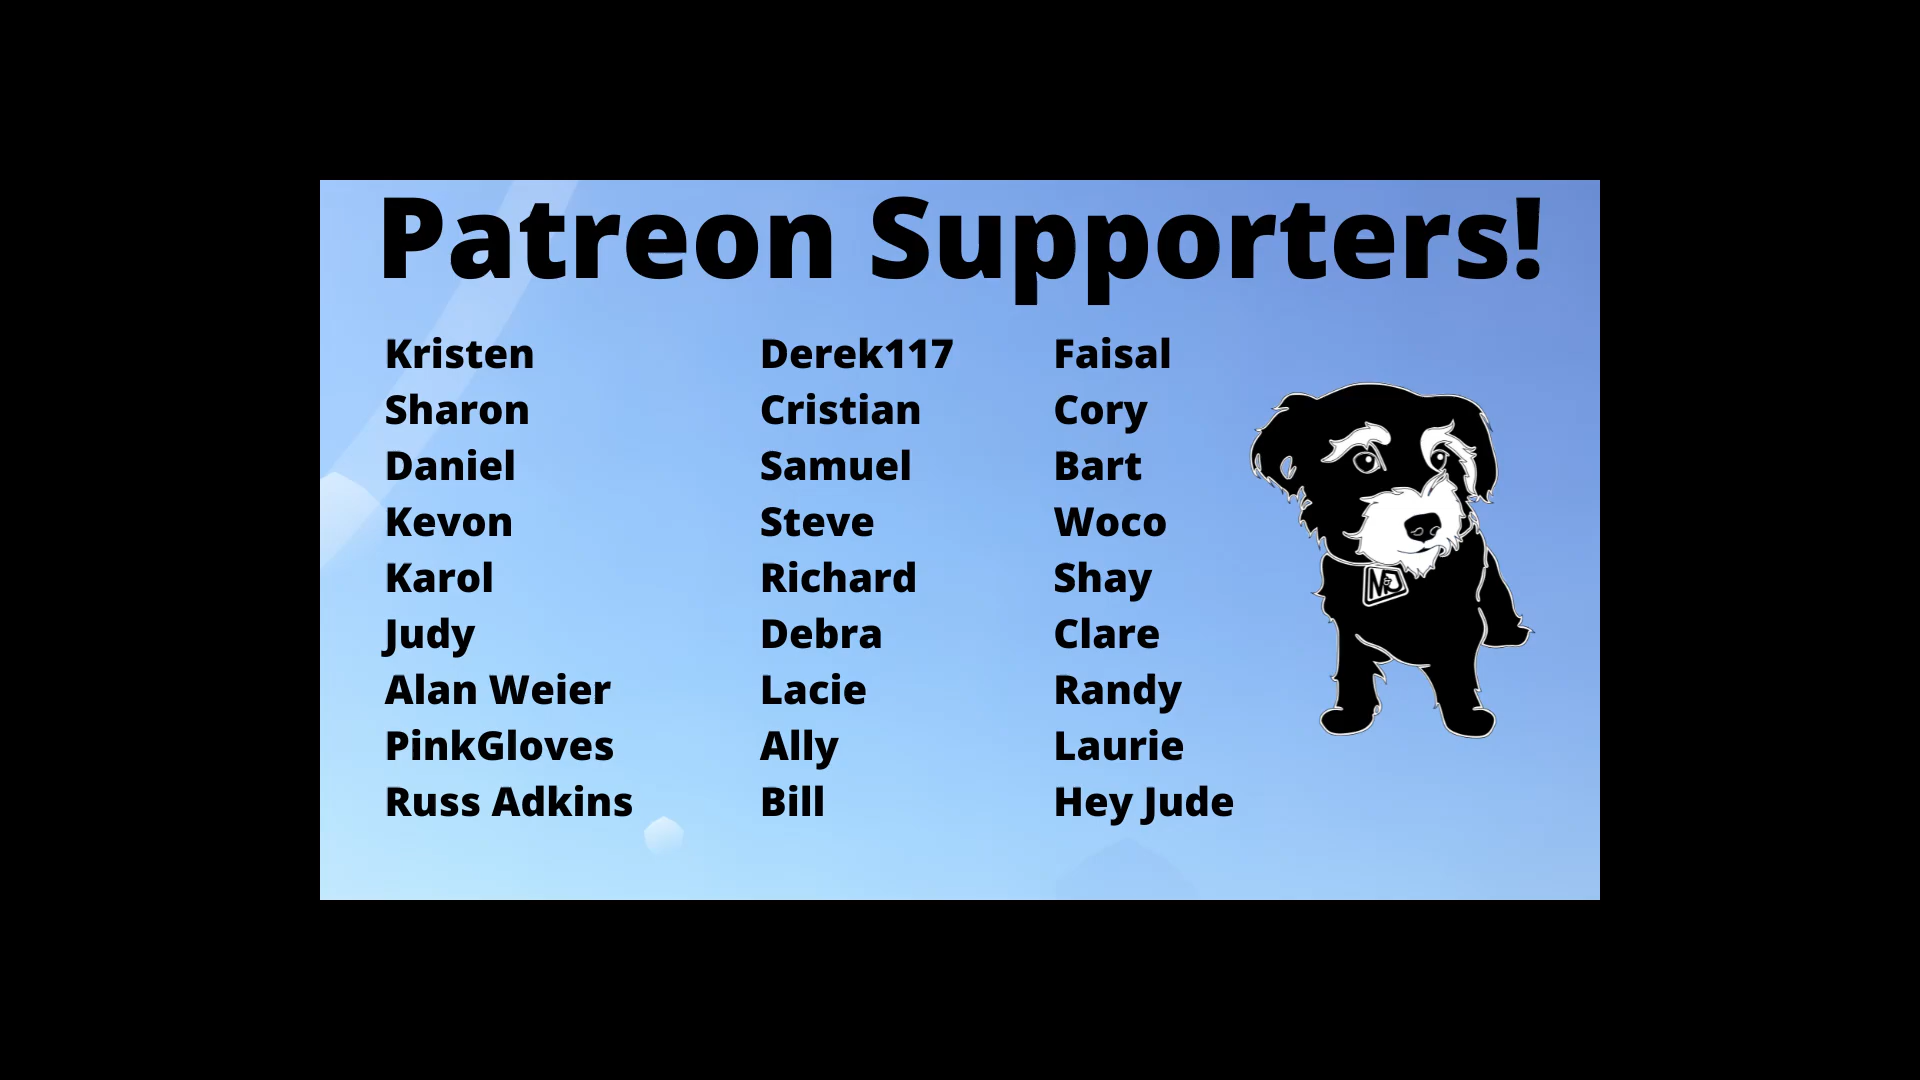 Patreon Supporters!
Kristen
Sharon
Daniel
Kevon
Karol
Judy
Alan Weier
PinkGloves
Russ Adkins
Derek117
Cristian
Samuel
Steve
Richard
Debra
Lacie
Ally
Bill
Faisal
Cory
Bart
Woco
Shay
Clare
Randy
Laurie
Hey Jude